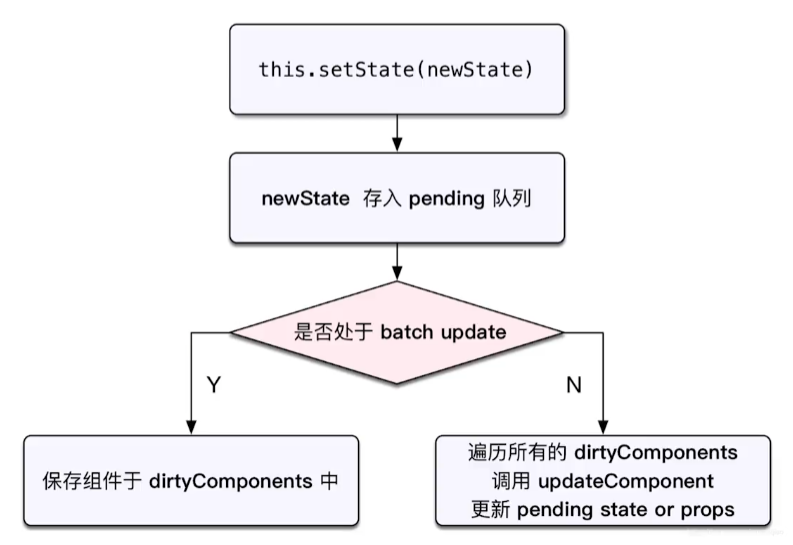 this.setState(newState)
newState 存入 pending 队列
是否处于 batch update
Y
N
保存组件于 dirtyComponents 中
遍历所有的 dirtyComponents
调用 updateComponent
更新 pending state or props